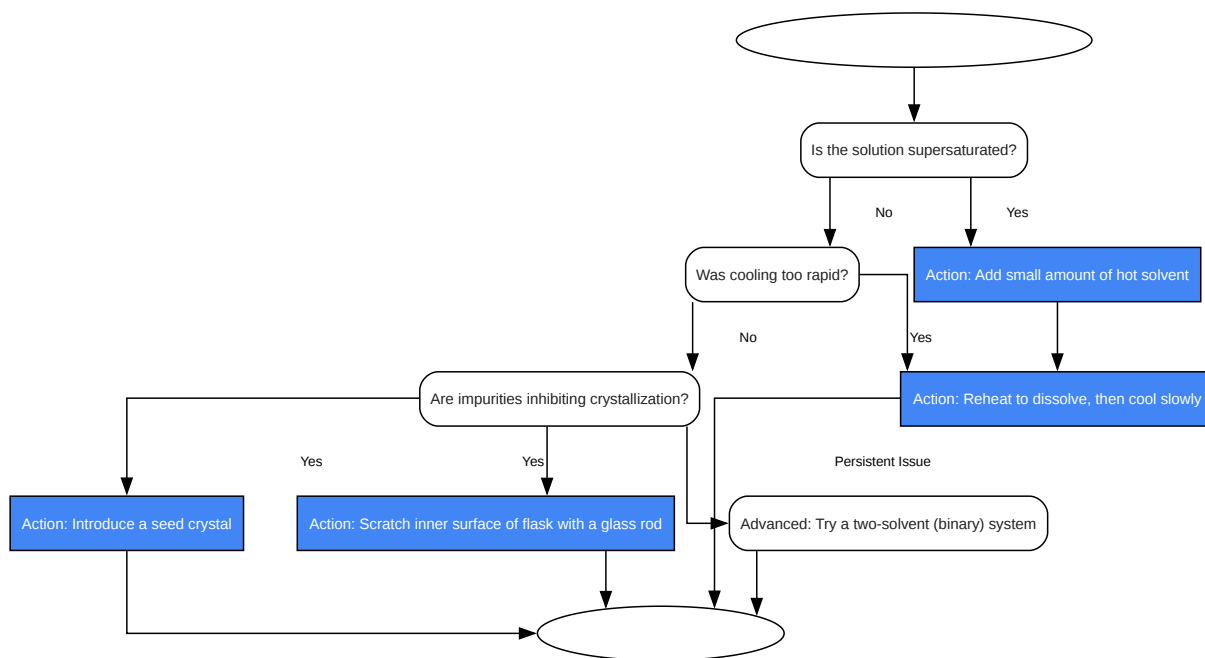 Is the solution supersaturated?
No
Yes
Was cooling too rapid?
Action: Add small amount of hot solvent
No
Yes
Are impurities inhibiting crystallization?
Action: Reheat to dissolve, then cool slowly
Yes
Yes
Persistent Issue
Action: Introduce a seed crystal
Action: Scratch inner surface of flask with a glass rod
Advanced: Try a two-solvent (binary) system